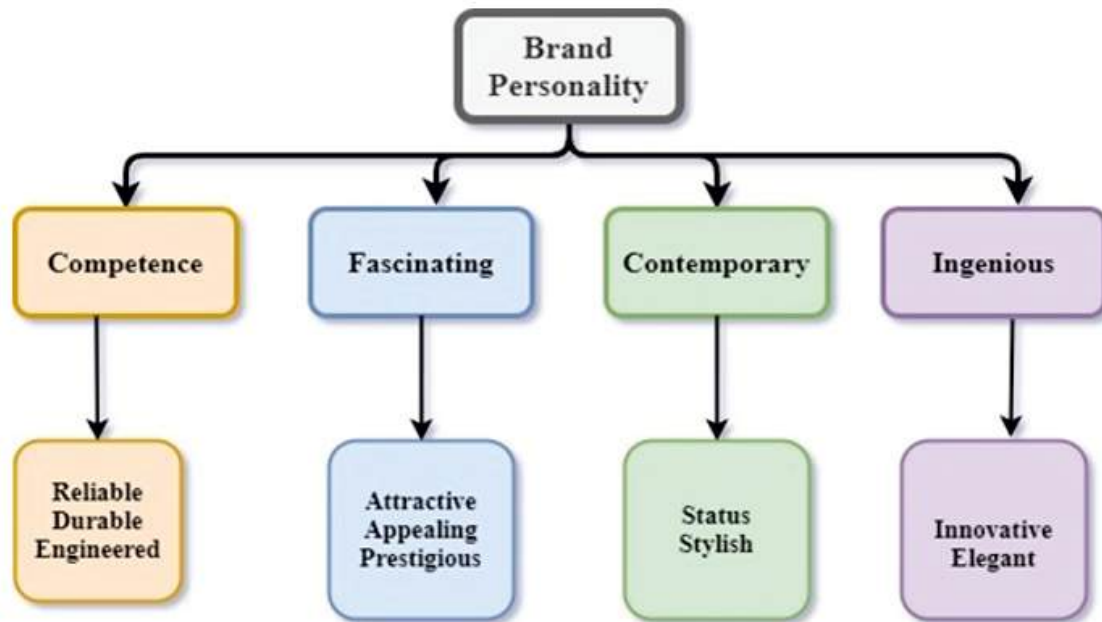 Brand
Personality
Competence
Fascinating
Contemporary
Ingenious
Reliable
Durable
Engineered
Attractive
Appealing
Prestigious
Status
Stylish
Innovative
Elegant